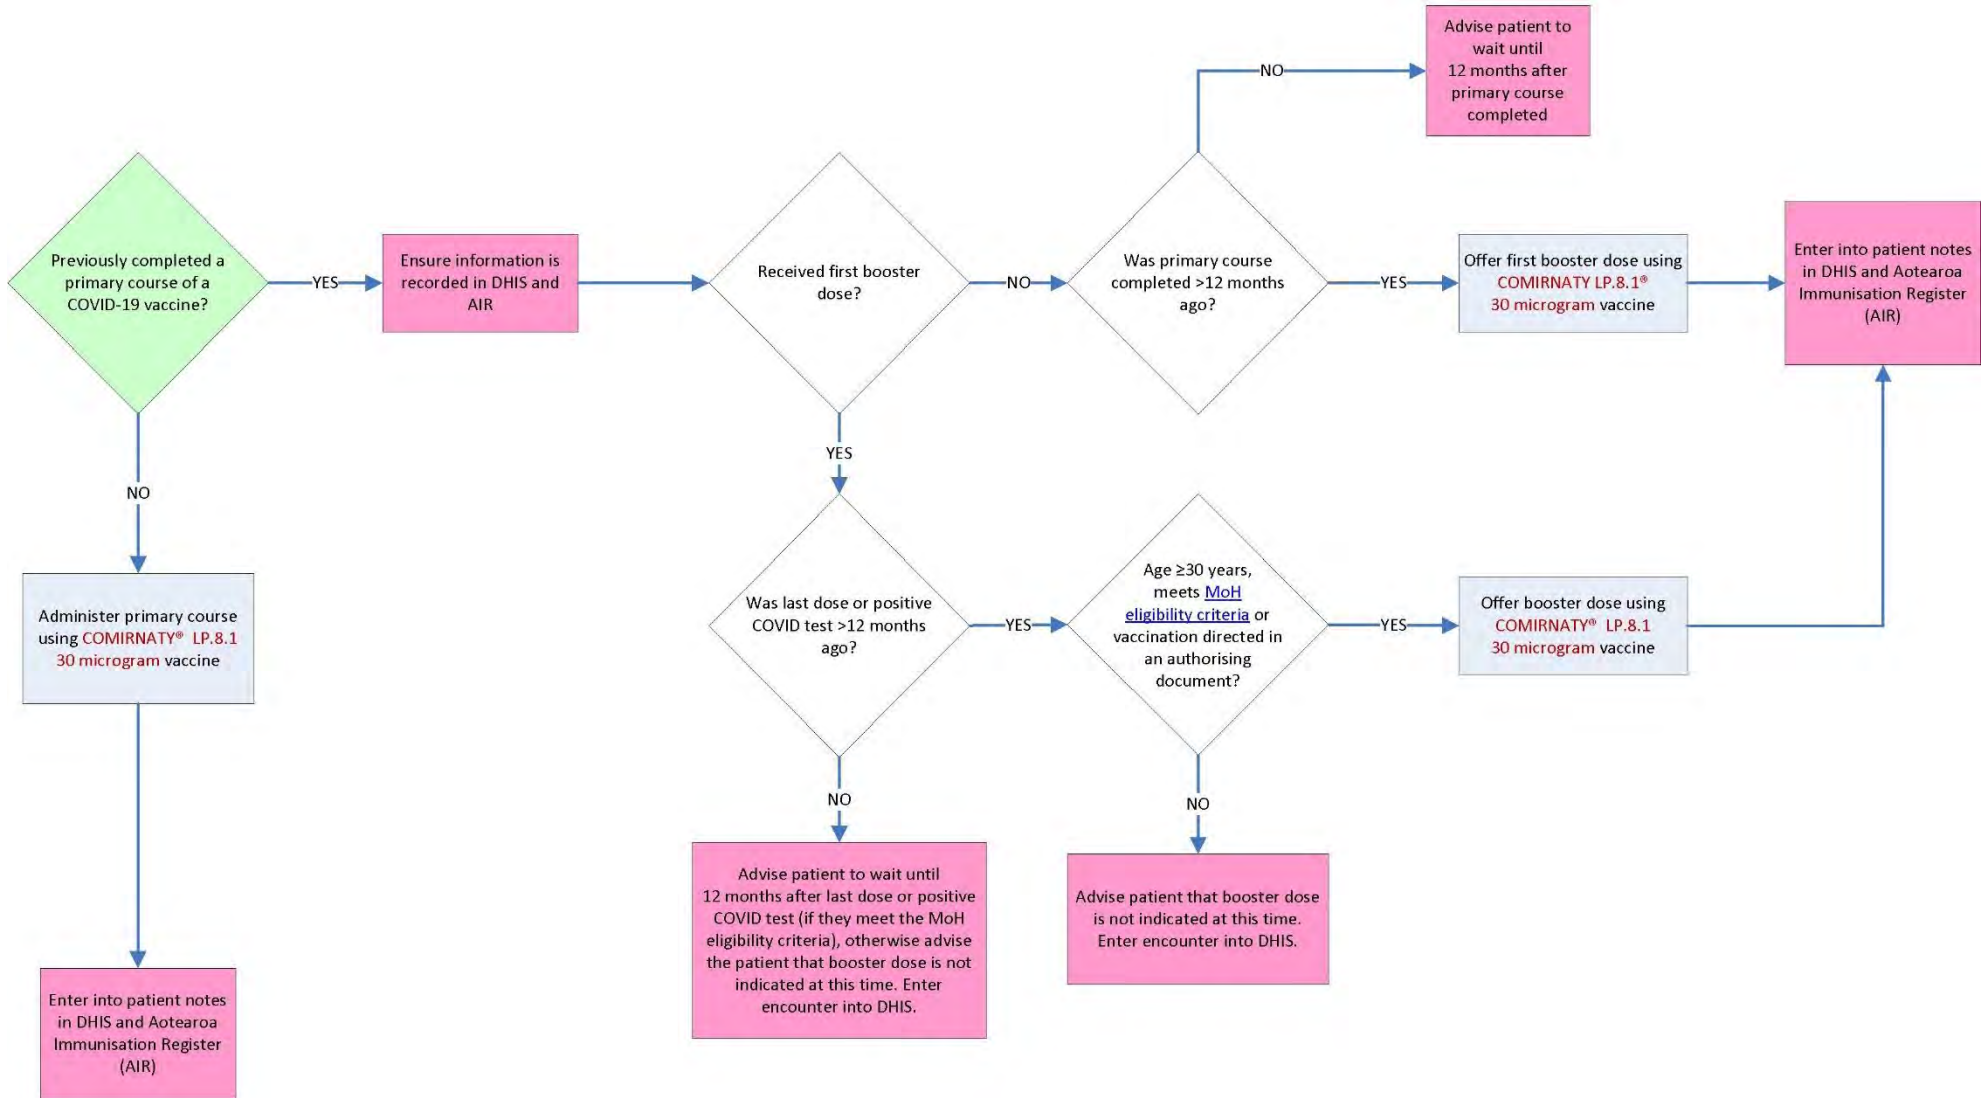 Advise patient to
wait until
12 months after
primary course
completed
NO
Previously completed a
primary course of a
COVID-19 vaccine?
YES
Ensure information is
recorded in DHIS and
AIR
Received first booster
dose?
NO
Was primary course
completed >12 months
ago?
YES
Offer first booster dose using
COMIRNATY LP.8.1®
30 microgram vaccine
Enter into patient notes
in DHIS and Aotearoa
Immunisation Register
(AIR)
YES
NO
Administer primary course
using COMIRNATY® LP.8.1
30 microgram vaccine
Was last dose or positive
COVID test >12 months
ago?
YES
Age ≥30 years,
meets MoH
eligibility criteria or
vaccination directed in
an authorising
document?
YES
Offer booster dose using
COMIRNATY® LP.8.1
30 microgram vaccine
NO
NO
Advise patient to wait until
12 months after last dose or positive
COVID test (if they meet the MoH
eligibility criteria), otherwise advise
the patient that booster dose is not
indicated at this time. Enter
encounter into DHIS.
Advise patient that booster dose
is not indicated at this time.
Enter encounter into DHIS.
Enter into patient notes
in DHIS and Aotearoa
Immunisation Register
(AIR)